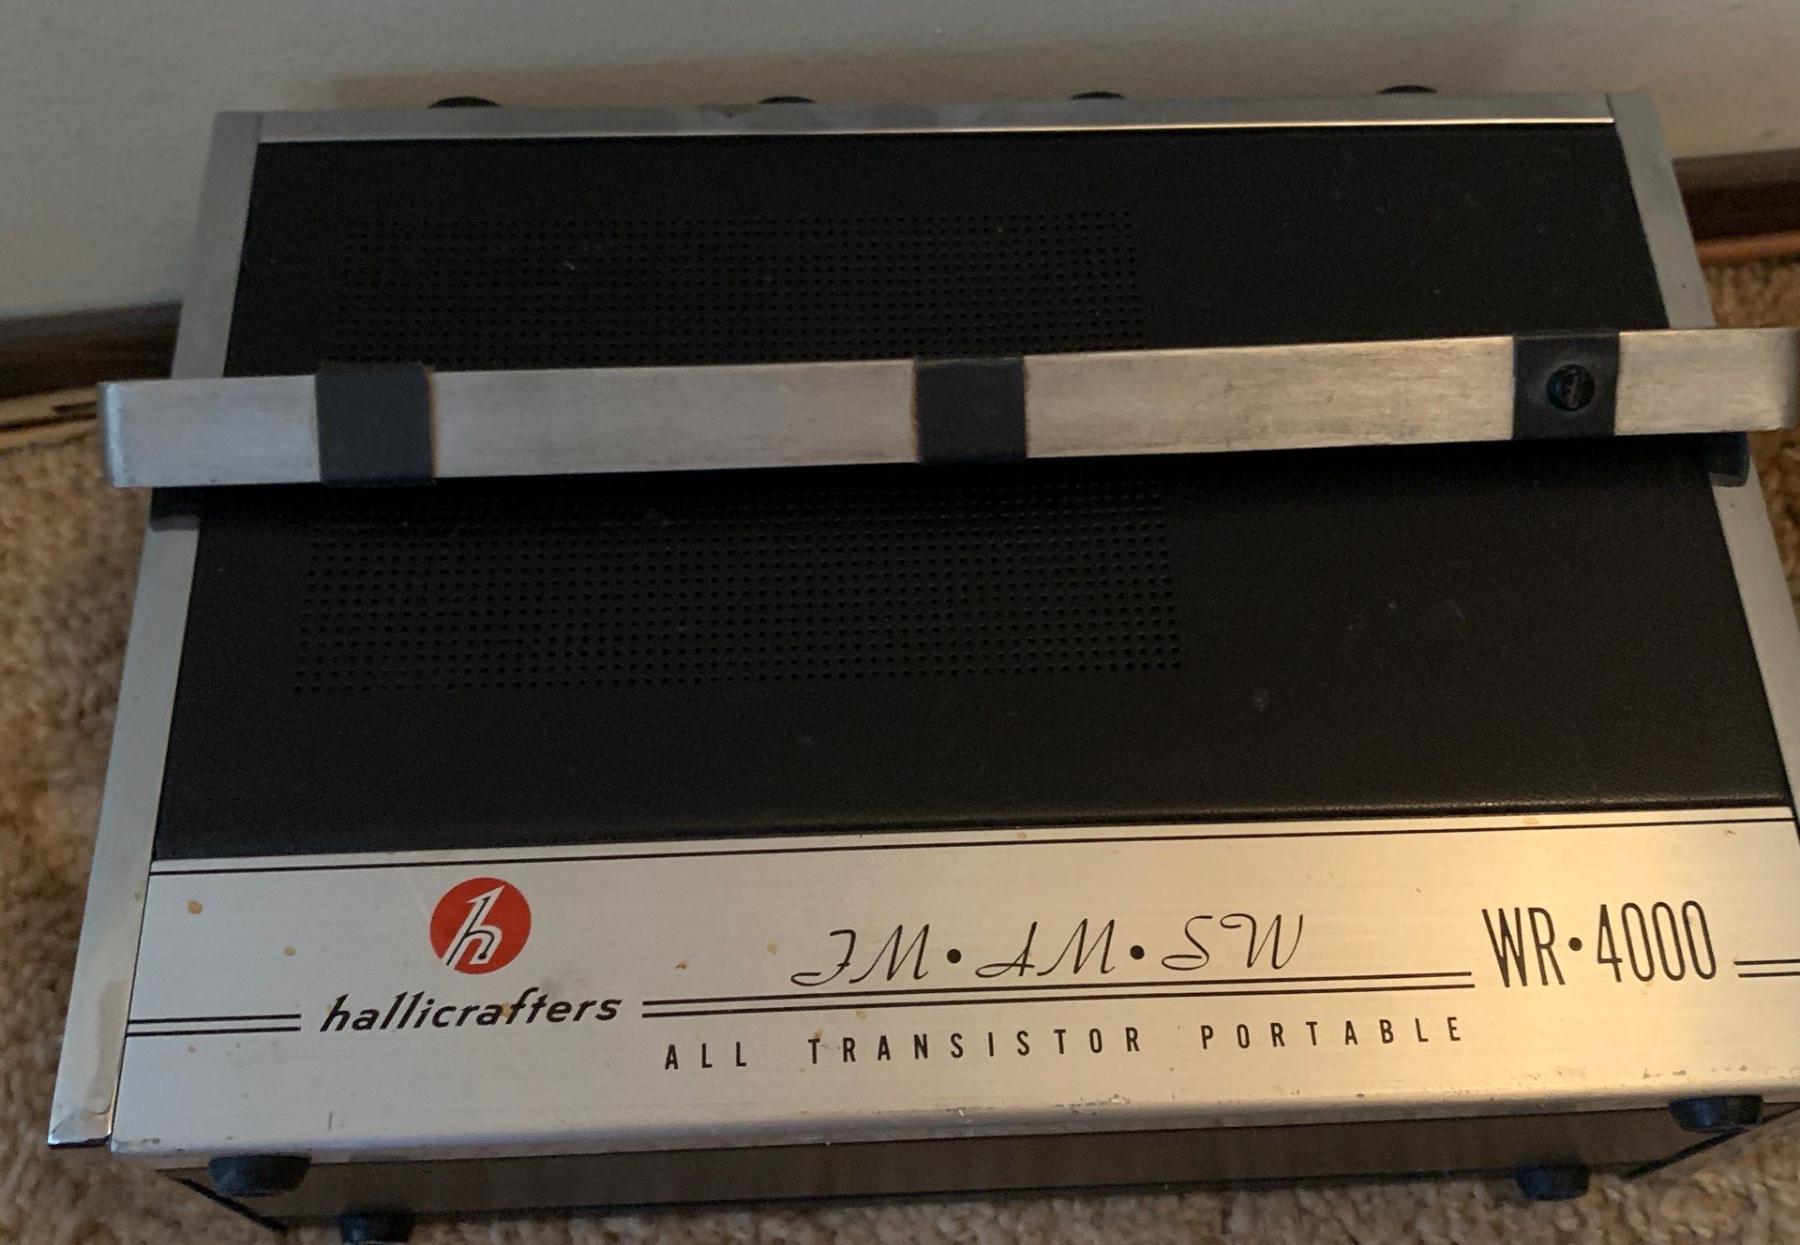 h
FM • AM • SW
WR • 4000
hallicrafters
ALL TRANSISTOR PORTABLE